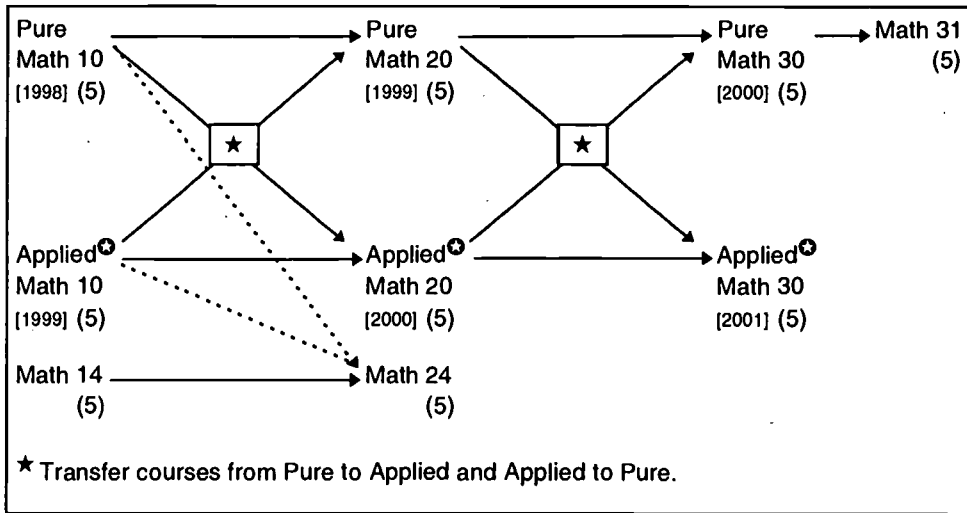 Pure Pure Pure Math 31
Math 10 Math 20 Math 30 (5)
[1998] (5) [1999] (5) [2000] (5)
★ ★
Applied✪ Applied✪ Applied✪
Math 10 Math 20 Math 30
[1999] (5) [2000] (5) [2001] (5)
Math 14 Math 24
(5) (5)
★ Transfer courses from Pure to Applied and Applied to Pure.